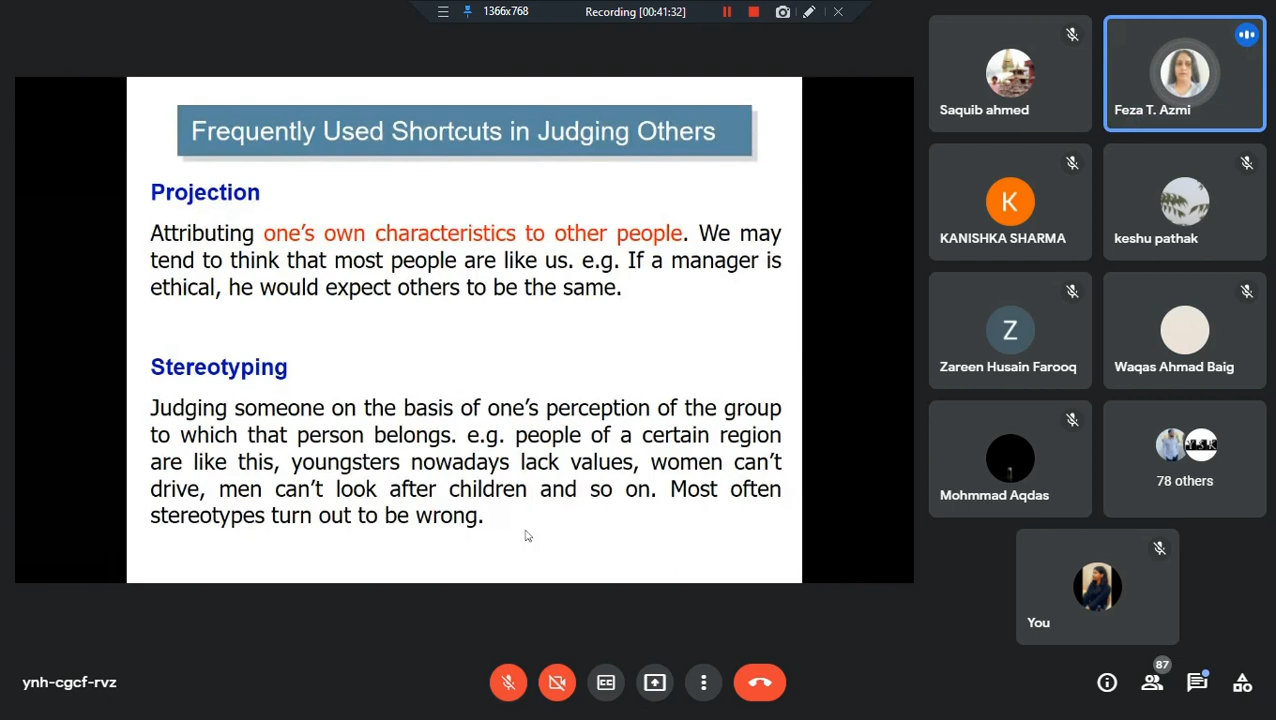 1366x768
Recording [00:41:32]
Frequently Used Shortcuts in Judging Others
Projection
Attributing one's own characteristics to other people. We may
tend to think that most people are like us. e.g. If a manager is
ethical, he would expect others to be the same.
Stereotyping
Judging someone on the basis of one's perception of the group
to which that person belongs. e.g. people of a certain region
are like this, youngsters nowadays lack values, women can't
drive, men can't look after children and so on. Most often
stereotypes turn out to be wrong.
Saquib ahmed
Feza T. Azmi
K
KANISHKA SHARMA
keshu pathak
Z
Zareen Husain Farooq
Waqas Ahmad Baig
Mohmmad Aqdas
78 others
You
ynh-cgcf-rvz
CC
87